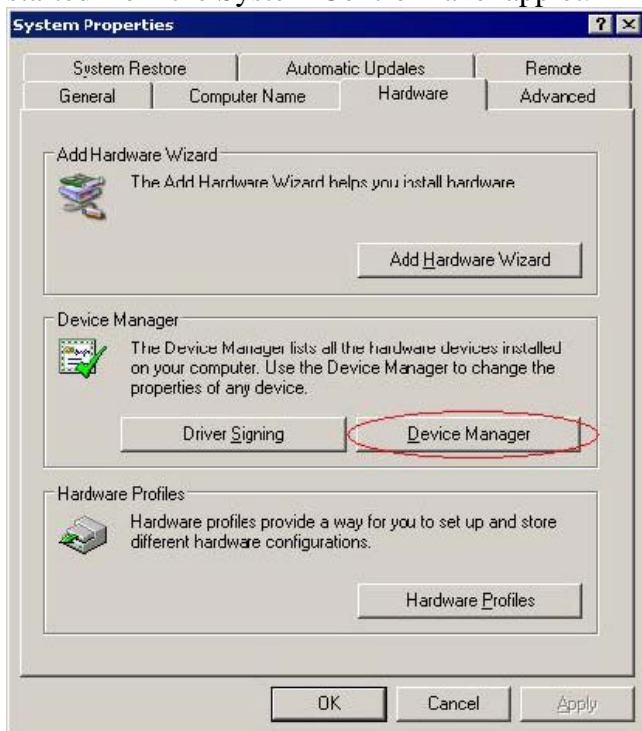 System Properties
System Restore Automatic Updates Remote
General Computer Name Hardware Advanced
Add Hardware Wizard
The Add Hardware Wizard helps you install hardware.
Add Hardware Wizard
Device Manager
The Device Manager lists all the hardware devices installed
on your computer. Use the Device Manager to change the
properties of any device.
Driver Signing Device Manager
Hardware Profiles
Hardware profiles provide a way for you to set up and store
different hardware configurations.
Hardware Profiles
OK Cancel Apply